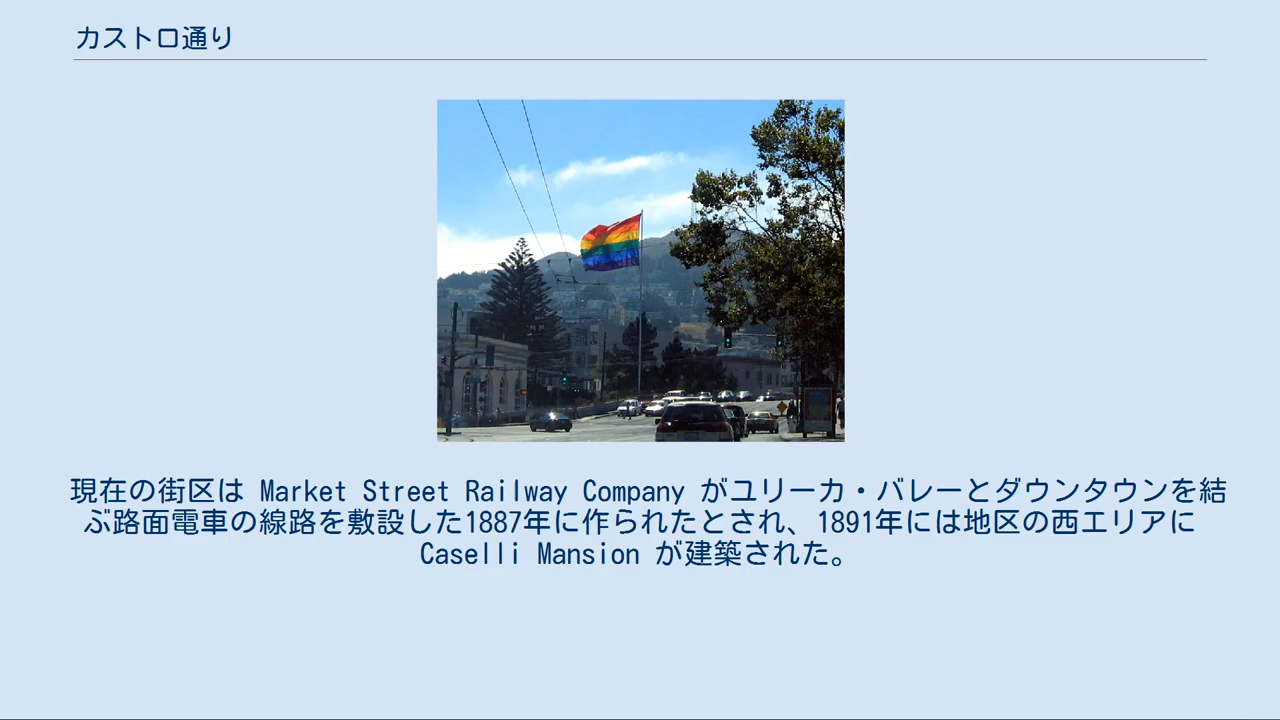 カストロ通り
現在の街区は Market Street Railway Company がユリーカ・バレーとダウンタウンを結
ぶ路面電車の線路を敷設した1887年に作られたとされ、1891年には地区の西エリアに
Caselli Mansion が建築された。